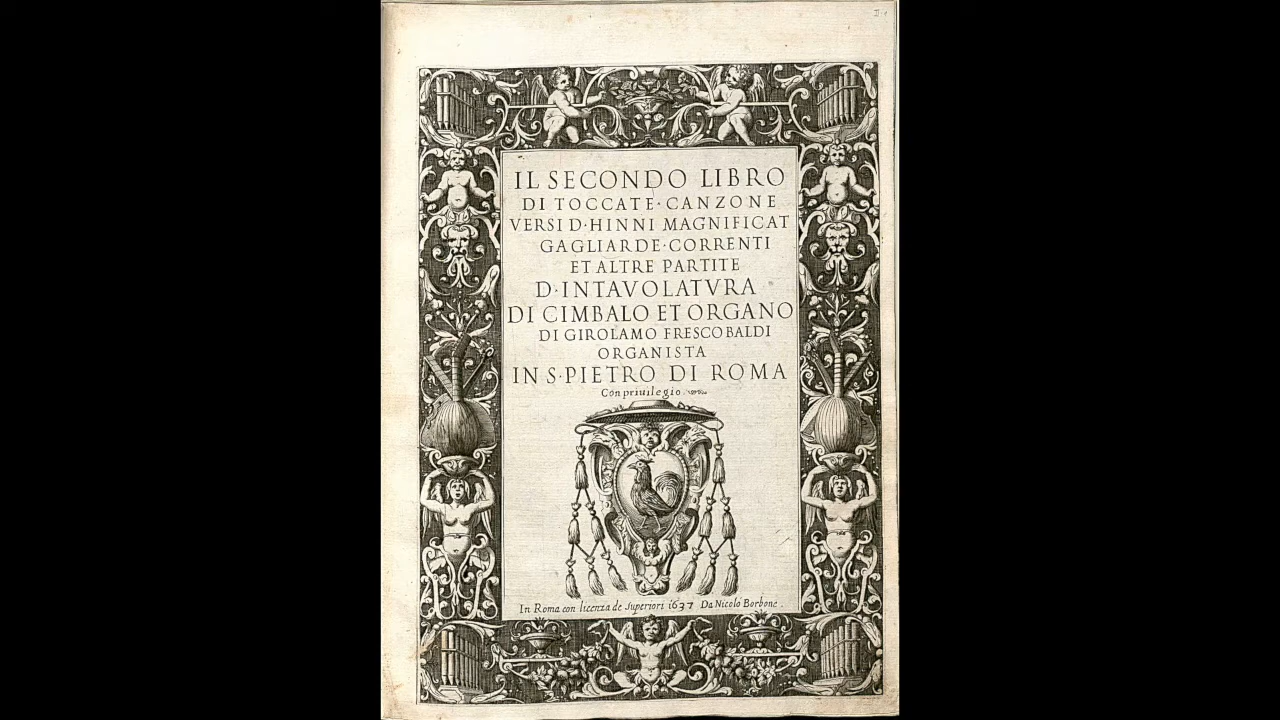 IL SECONDO LIBRO
DI TOCCATE·CANZONE
VERSI D·HINNI MAGNIFICAT
GAGLIARDE·CORRENTI
ET ALTRE PARTITE
D·INTAVOLATVRA
DI CIMBALO ET ORGANO
DI GIROLAMO FRESCOBALDI
ORGANISTA
IN S·PIETRO DI ROMA
Con priuilegio
In Roma con licenza de Superiori 1637 Da Nicolò Borbone.